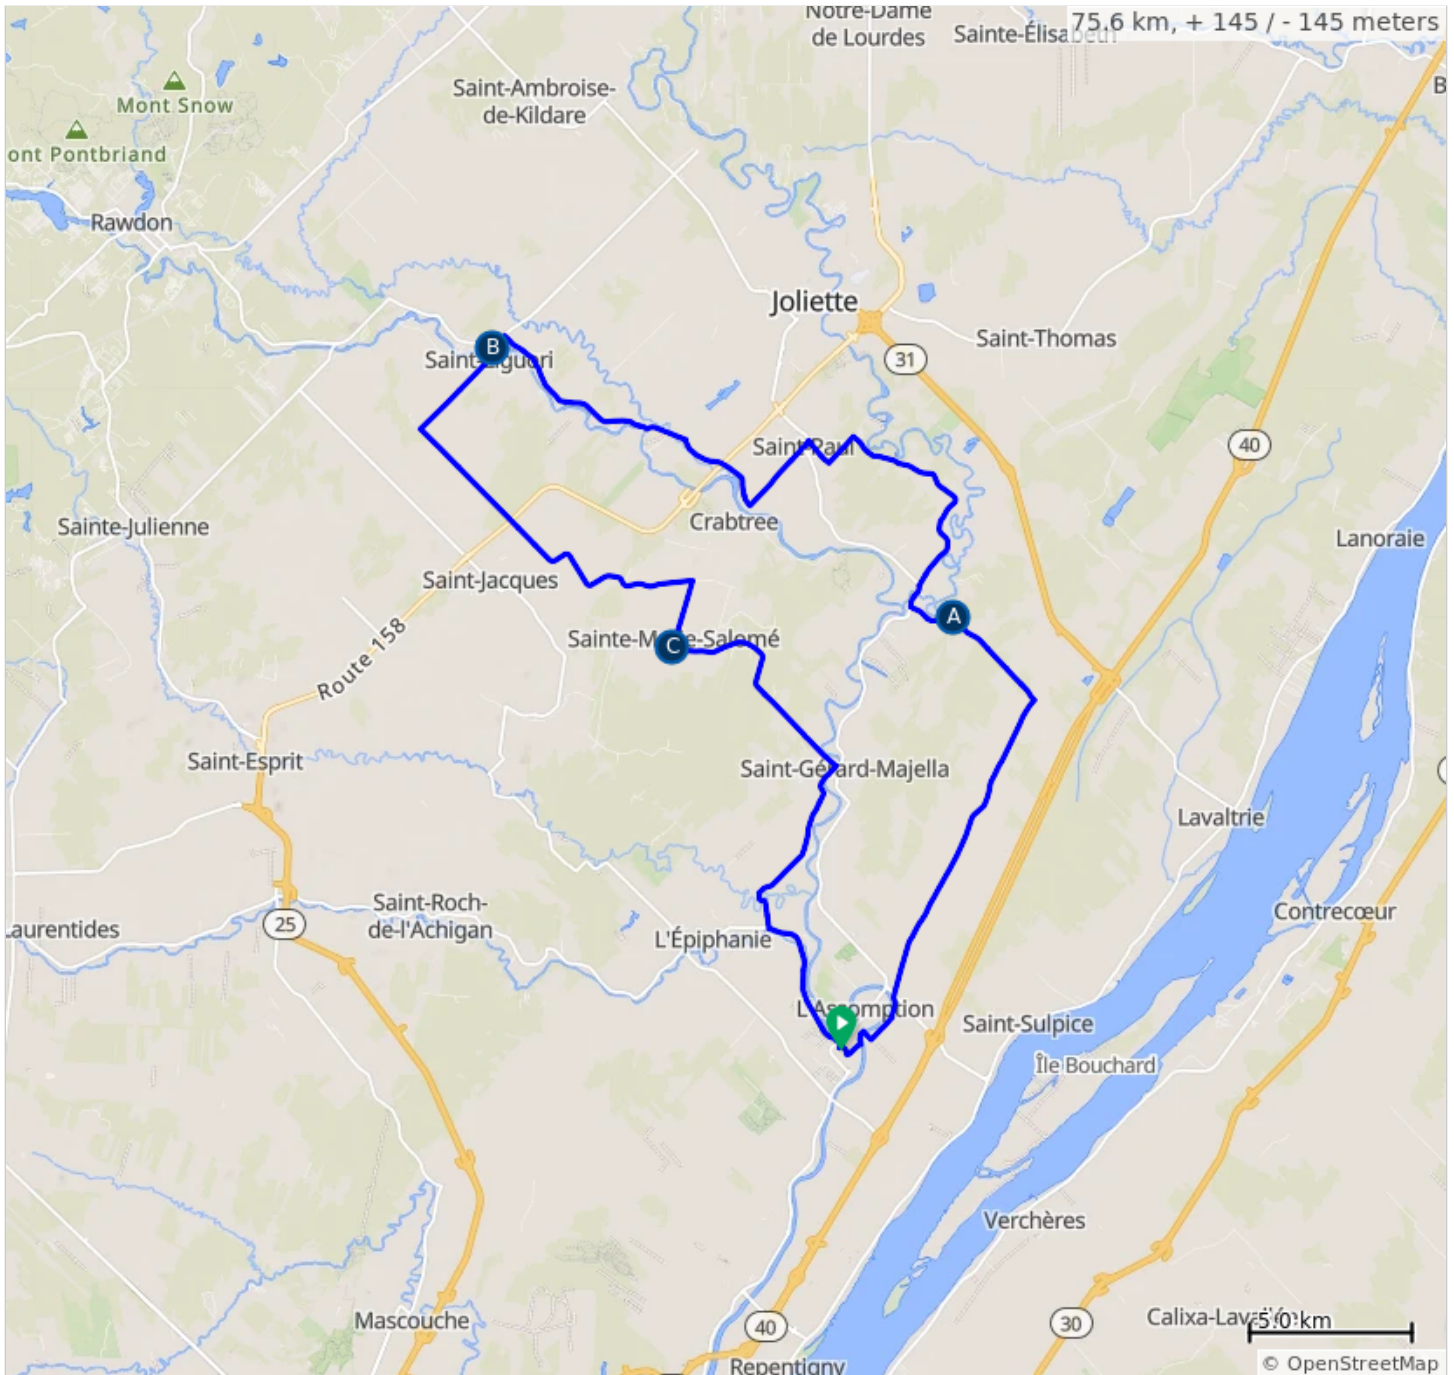 Notre-Dame
de Lourdes
75.6 km, + 145 / - 145 meters
Sainte-Élisabeth
Saint-Ambroise-
de-Kildare
Mont Snow
ont Pontbriand
B
Rawdon
Joliette
Saint-Thomas
31
B
Saint-Liguori
40
Saint-Paul
Crabtree
Sainte-Julienne
Lanoraie
Saint-Jacques
A
Sainte-Marie-Salomé
C
Route 158
Saint-Esprit
Saint-Gérard-Majella
Lavaltrie
25
Saint-Roch-
de-l'Achigan
Contrecœur
aurentides
L'Épiphanie
L'Assomption
Saint-Sulpice
Île Bouchard
Verchères
Mascouche
40
30
Calixa-Lavallée
5.0 km
Repentigny
© OpenStreetMap